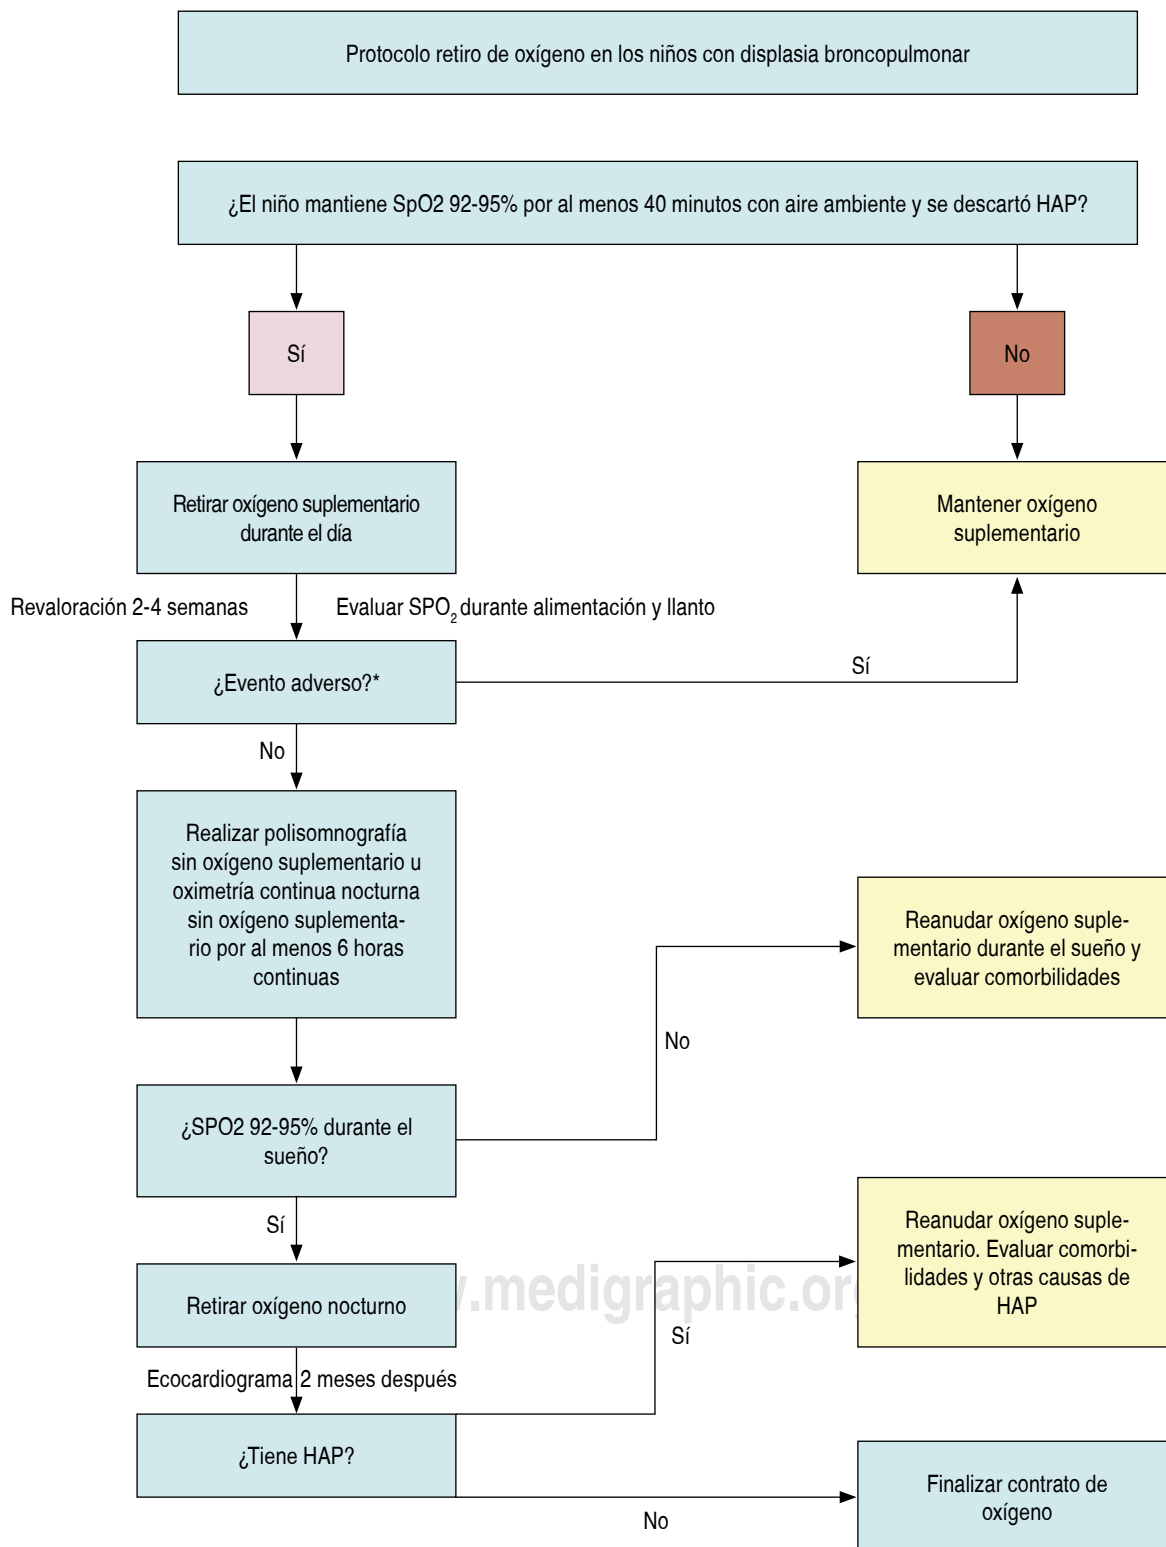 Protocolo retiro de oxígeno en los niños con displasia broncopulmonar
¿El niño mantiene SpO2 92-95% por al menos 40 minutos con aire ambiente y se descartó HAP?
Sí
No
Retirar oxígeno suplementario
durante el día
Mantener oxígeno
suplementario
Revaloración 2-4 semanas
Evaluar SPO2 durante alimentación y llanto
¿Evento adverso?*
Sí
No
Realizar polisomnografía
sin oxígeno suplementario u
oximetría continua nocturna
sin oxígeno suplementa-
rio por al menos 6 horas
continuas
Reanudar oxígeno suple-
mentario durante el sueño y
evaluar comorbilidades
No
¿SPO2 92-95% durante el
sueño?
Sí
Reanudar oxígeno suple-
mentario. Evaluar comorbi-
lidades y otras causas de
HAP
Retirar oxígeno nocturno
.medigraphic.org
Sí
Ecocardiograma 2 meses después
¿Tiene HAP?
No
Finalizar contrato de
oxígeno